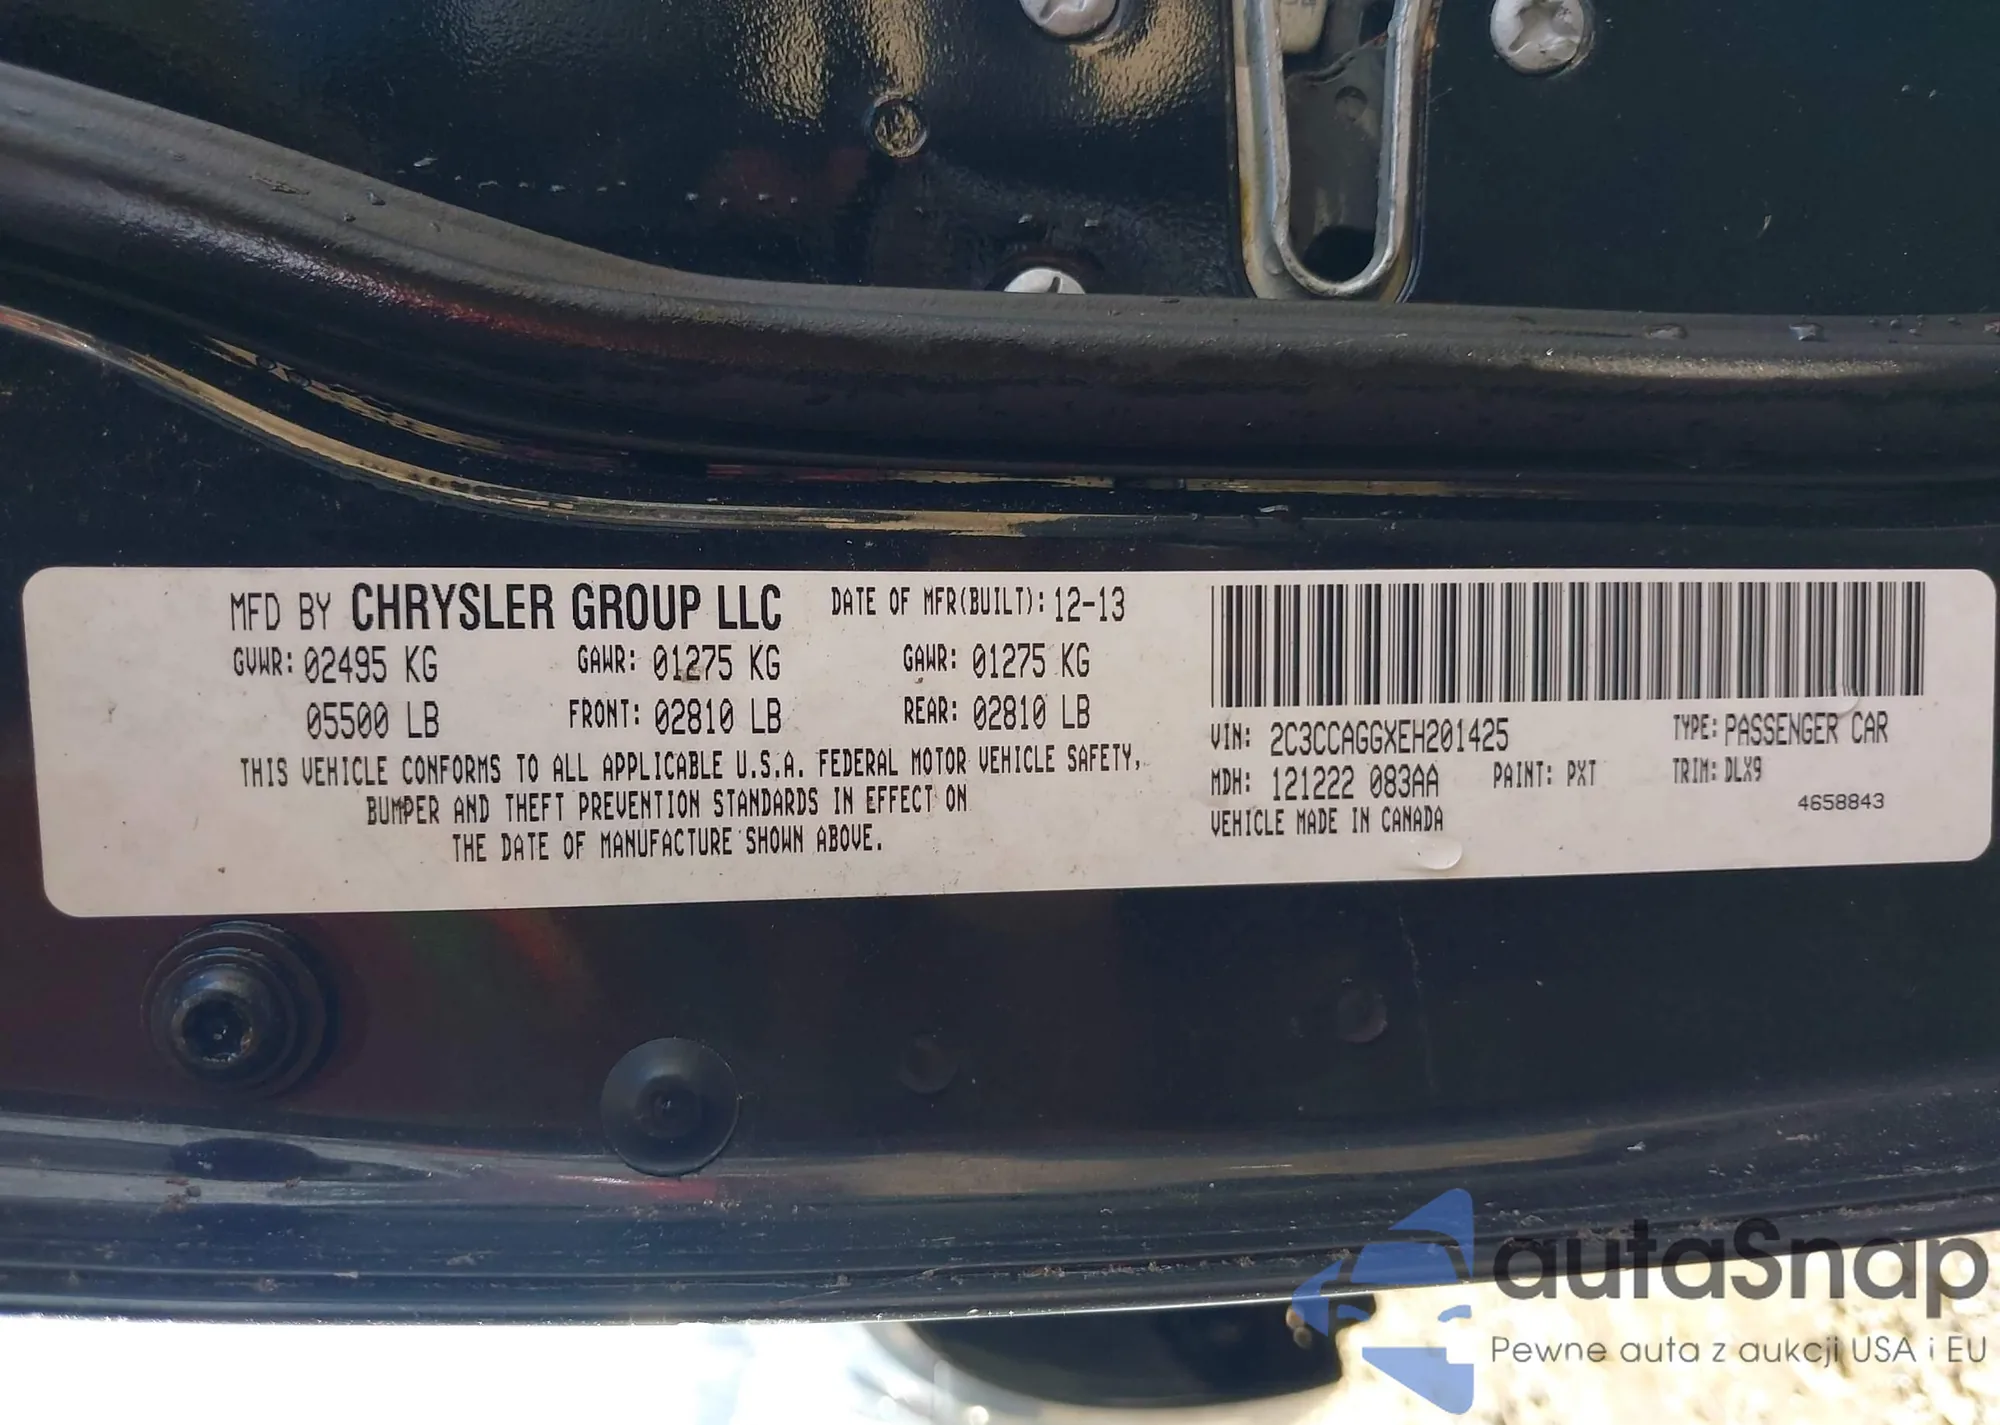 MFD BY CHRYSLER GROUP LLC DATE OF MFR(BUILT): 12-13
GVWR: 02495 KG GAWR: 01275 KG GAWR: 01275 KG
05500 LB FRONT: 02810 LB REAR: 02810 LB
THIS VEHICLE CONFORMS TO ALL APPLICABLE U.S.A. FEDERAL MOTOR VEHICLE SAFETY,
BUMPER AND THEFT PREVENTION STANDARDS IN EFFECT ON
THE DATE OF MANUFACTURE SHOWN ABOVE.
VIN: 2C3CCAGGXEH201425 TYPE: PASSENGER CAR
MDH: 121222 083AA PAINT: PXT TRIM: DLX9
VEHICLE MADE IN CANADA 4658843
autaSnap
Pewne auta z aukcji USA i EU